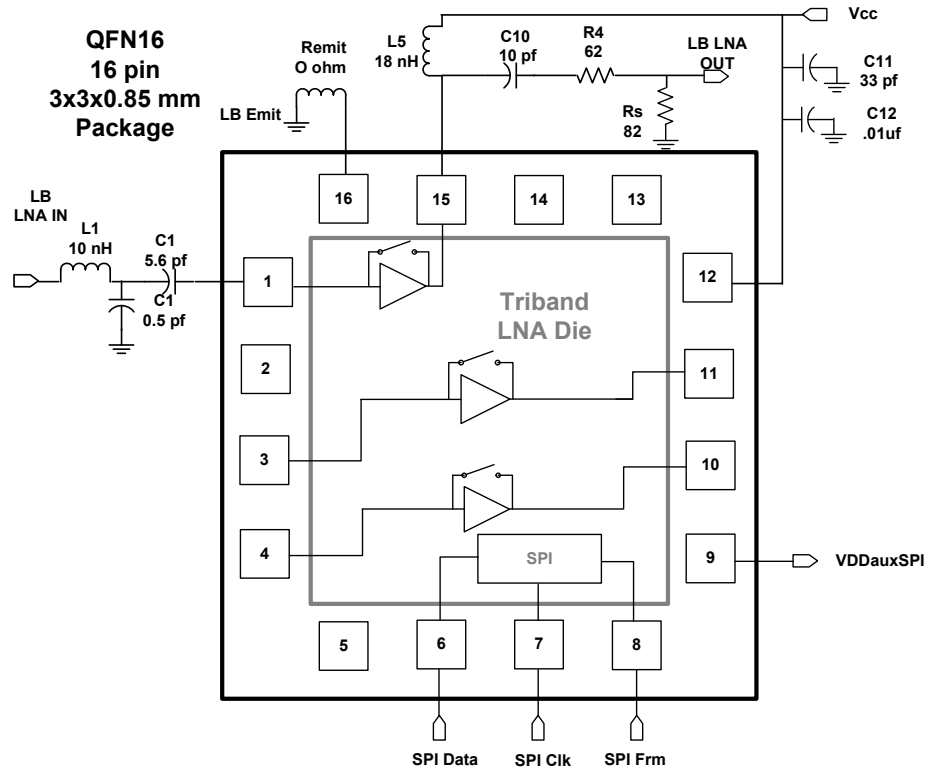 QFN16
16 pin
3x3x0.85 mm
Package
Remit
O ohm
LB Emit
L5
18 nH
C10
10 pf
R4
62
LB LNA
OUT
Rs
82
Vcc
C11
33 pf
C12
.01uf
LB
LNA IN
L1
10 nH
C1
5.6 pf
C1
0.5 pf
16
15
14
13
1
2
3
4
12
11
10
9
Triband
LNA Die
SPI
VDDauxSPI
5
6
7
8
SPI Data
SPI Clk
SPI Frm